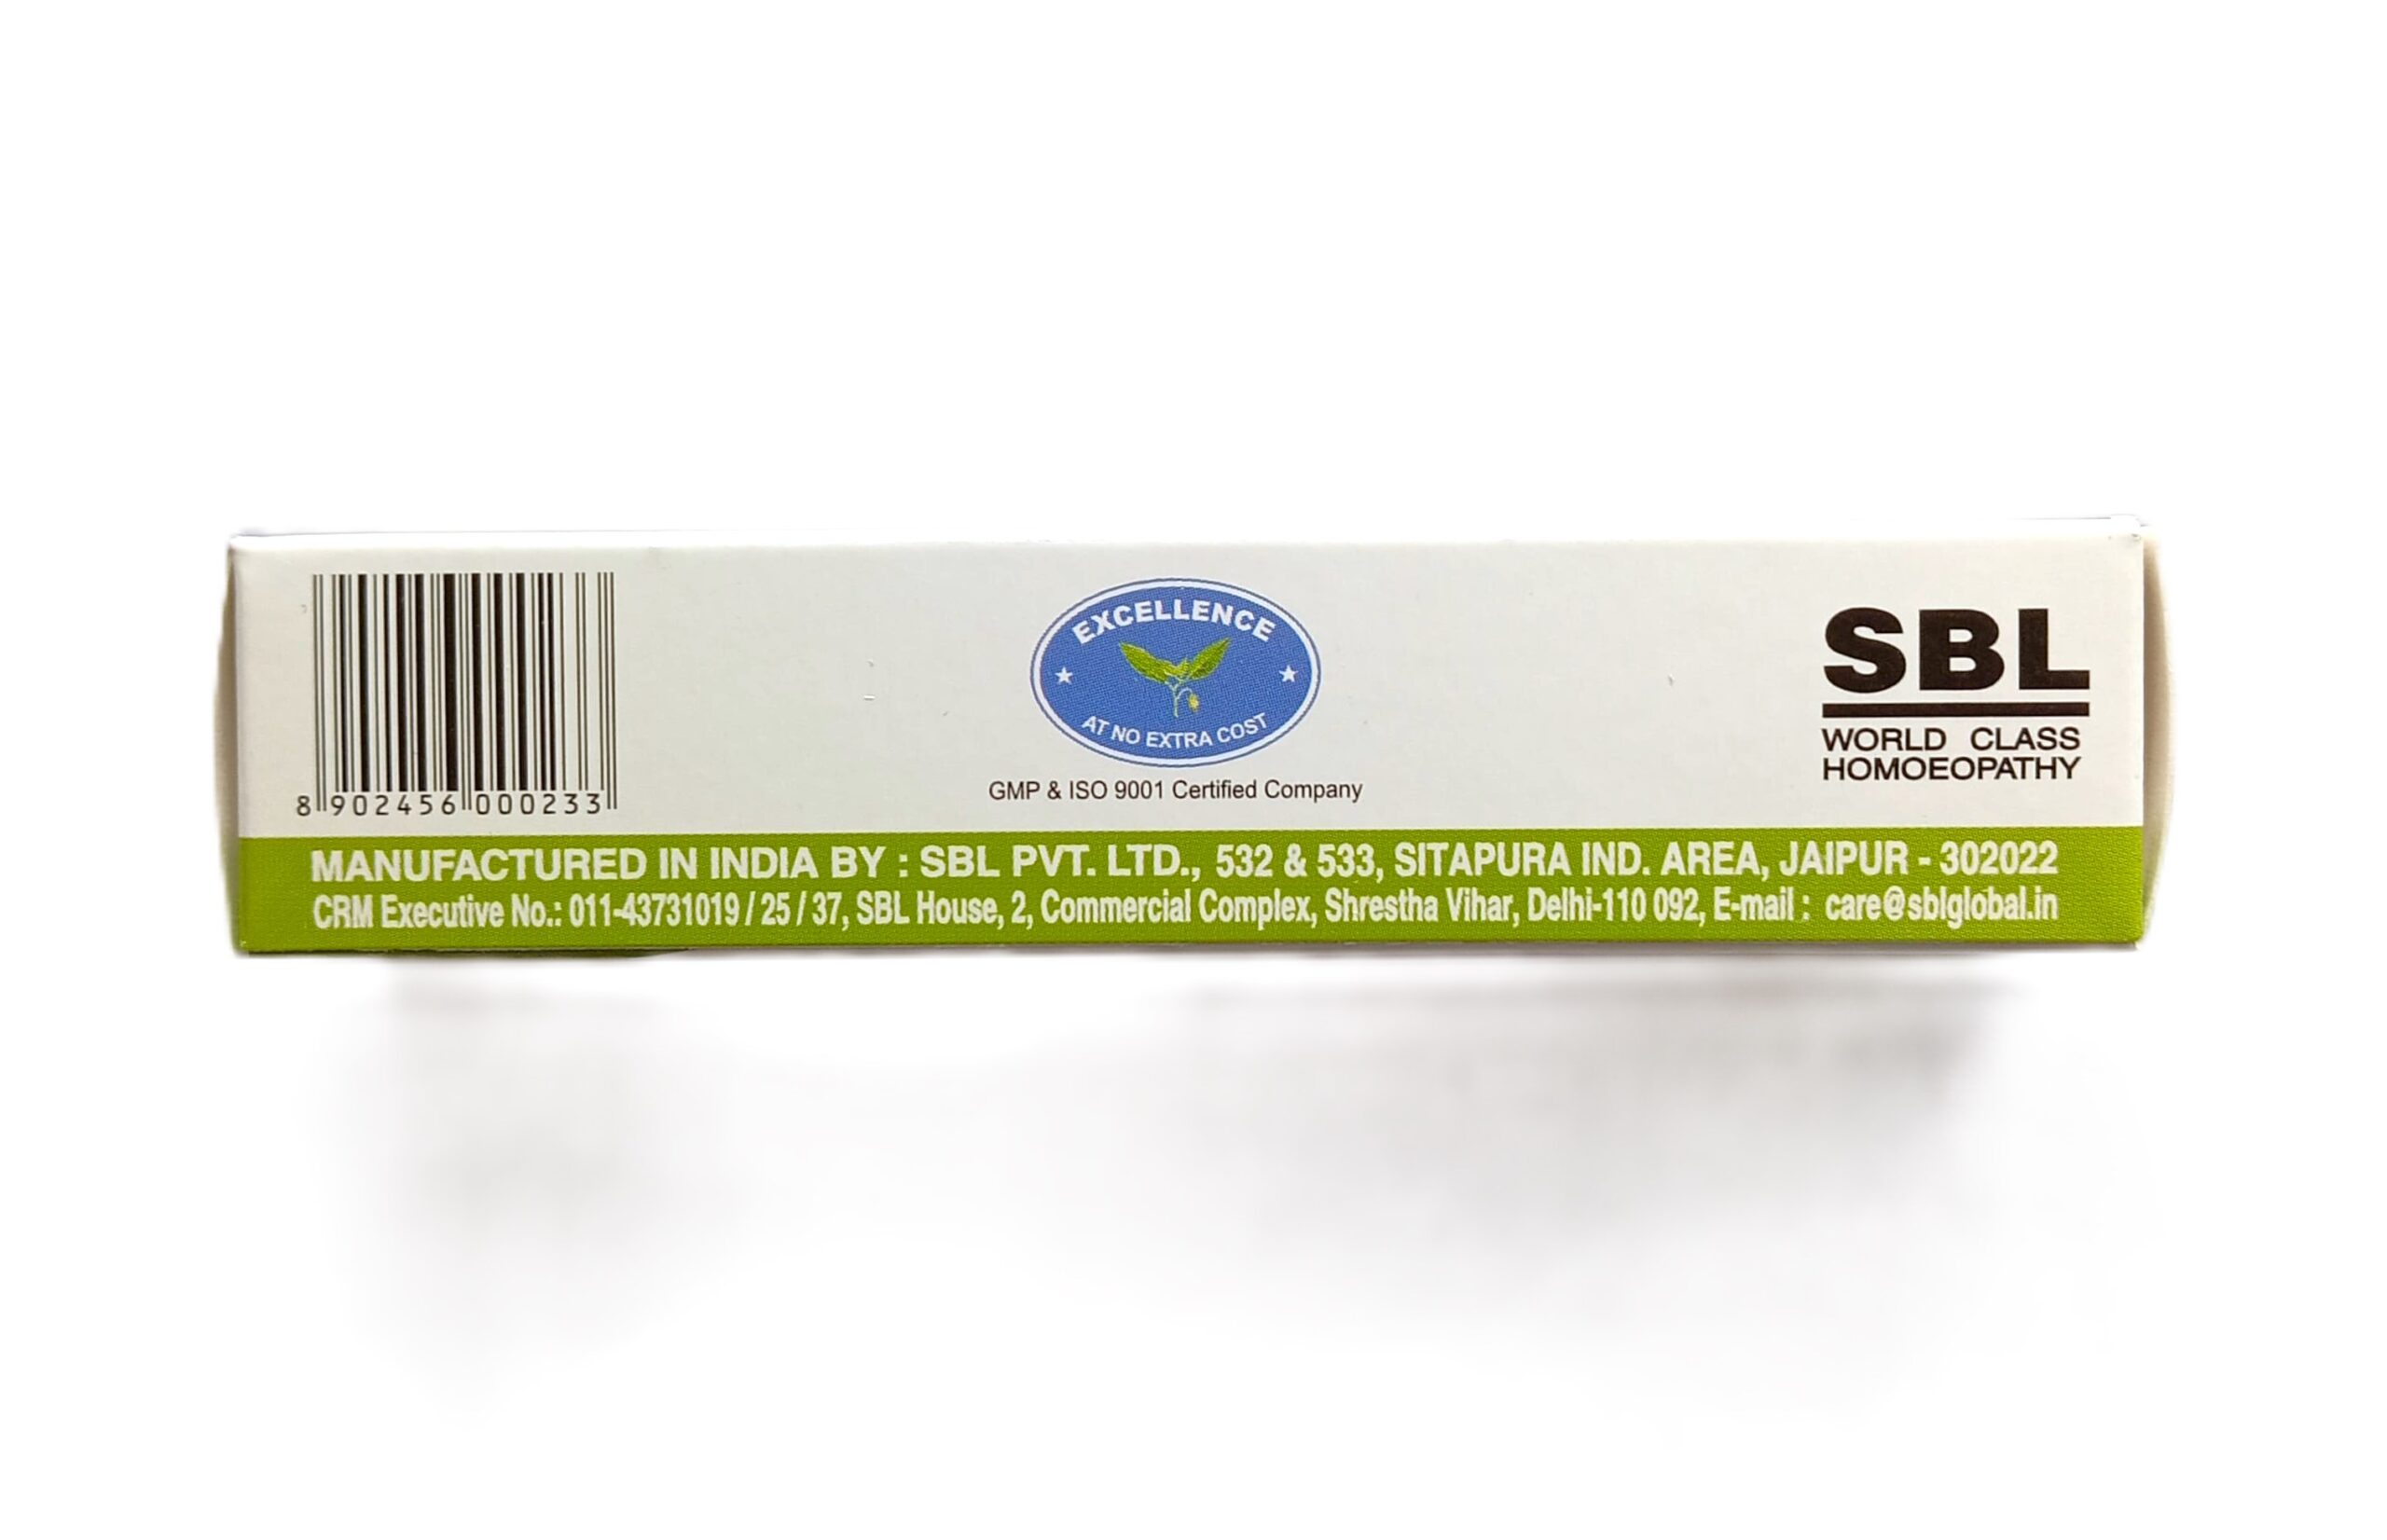 8 902456 000233
EXCELLENCE
AT NO EXTRA COST
GMP & ISO 9001 Certified Company
SBL
WORLD CLASS
HOMOEOPATHY
MANUFACTURED IN INDIA BY : SBL PVT. LTD., 532 & 533, SITAPURA IND. AREA, JAIPUR - 302022
CRM Executive No.: 011-43731019 / 25 / 37, SBL House, 2, Commercial Complex, Shrestha Vihar, Delhi-110 092, E-mail : care@sblglobal.in